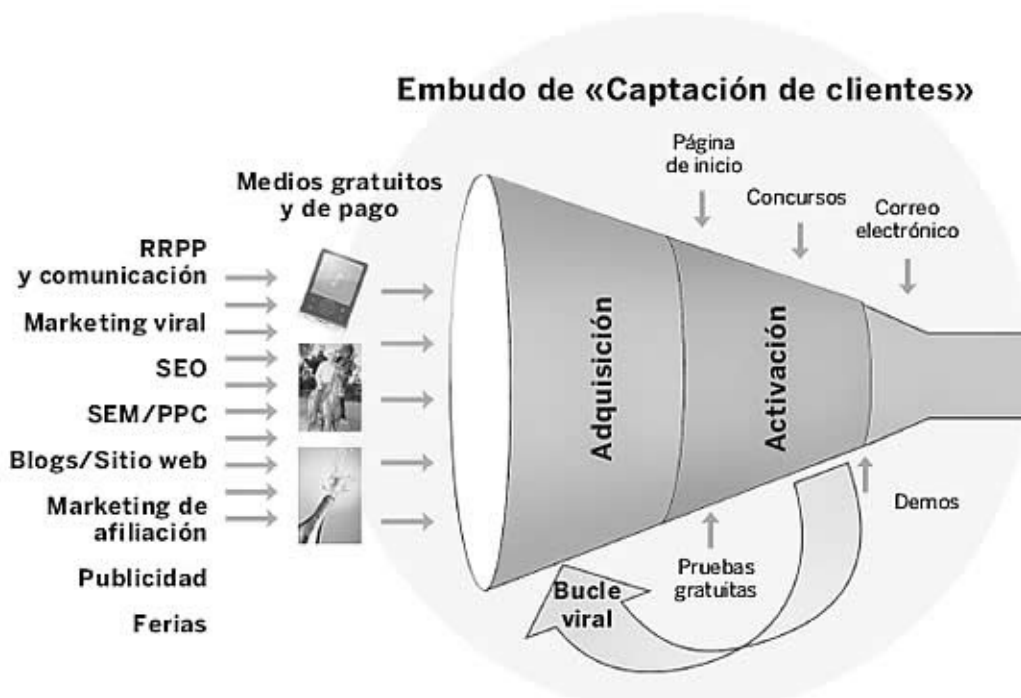 Embudo de «Captación de clientes»
Medios gratuitos
y de pago
RRPP
y comunicación
Marketing viral
SEO
SEM/PPC
Blogs/Sitio web
Marketing de
afiliación
Publicidad
Ferias
Adquisición
Activación
Página
de inicio
Concursos
Correo
electrónico
Pruebas
gratuitas
Demos
Bucle
viral